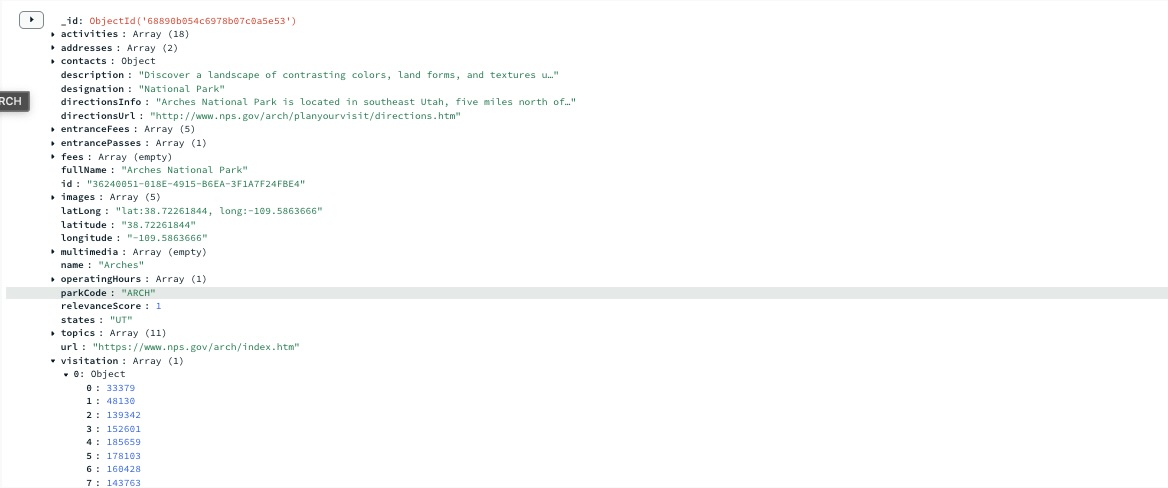 _id: ObjectId('68890b054c6978b07c0a5e53')
activities: Array (18)
addresses: Array (2)
contacts: Object
description: "Discover a landscape of contrasting colors, land forms, and textures u…"
designation: "National Park"
RCH
directionsInfo: "Arches National Park is located in southeast Utah, five miles north of…"
directionsUrl: "http://www.nps.gov/arch/planyourvisit/directions.htm"
entranceFees: Array (5)
entrancePasses: Array (1)
fees: Array (empty)
fullName: "Arches National Park"
id: "36240051-018E-4915-B6EA-3F1A7F24FBE4"
images: Array (5)
latLong: "lat:38.72261844, long:-109.5863666"
latitude: "38.72261844"
longitude: "-109.5863666"
multimedia: Array (empty)
name: "Arches"
operatingHours: Array (1)
parkCode: "ARCH"
relevanceScore: 1
states: "UT"
topics: Array (11)
url: "https://www.nps.gov/arch/index.htm"
visitation: Array (1)
0: Object
0: 33379
1: 48130
2: 139342
3: 152601
4: 185659
5: 178103
6: 160428
7: 143763